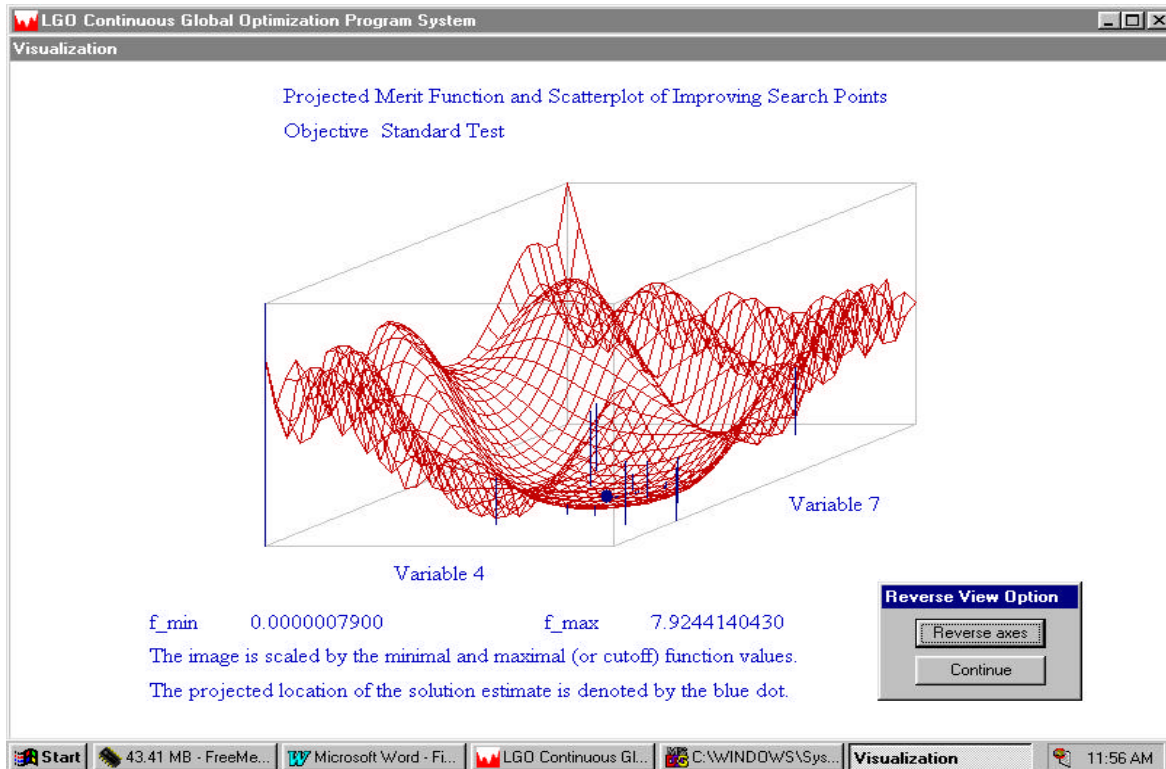 LGO Continuous Global Optimization Program System
Visualization
Projected Merit Function and Scatterplot of Improving Search Points
Objective Standard Test
Variable 7
Variable 4
f_min 0.0000007900 f_max 7.9244140430
The image is scaled by the minimal and maximal (or cutoff) function values.
The projected location of the solution estimate is denoted by the blue dot.
Reverse View Option
Reverse axes
Continue
Start 43.41 MB - FreeMe... Microsoft Word - Fi... LGO Continuous Gl... C:\WINDOWS\Sys... Visualization 11:56 AM